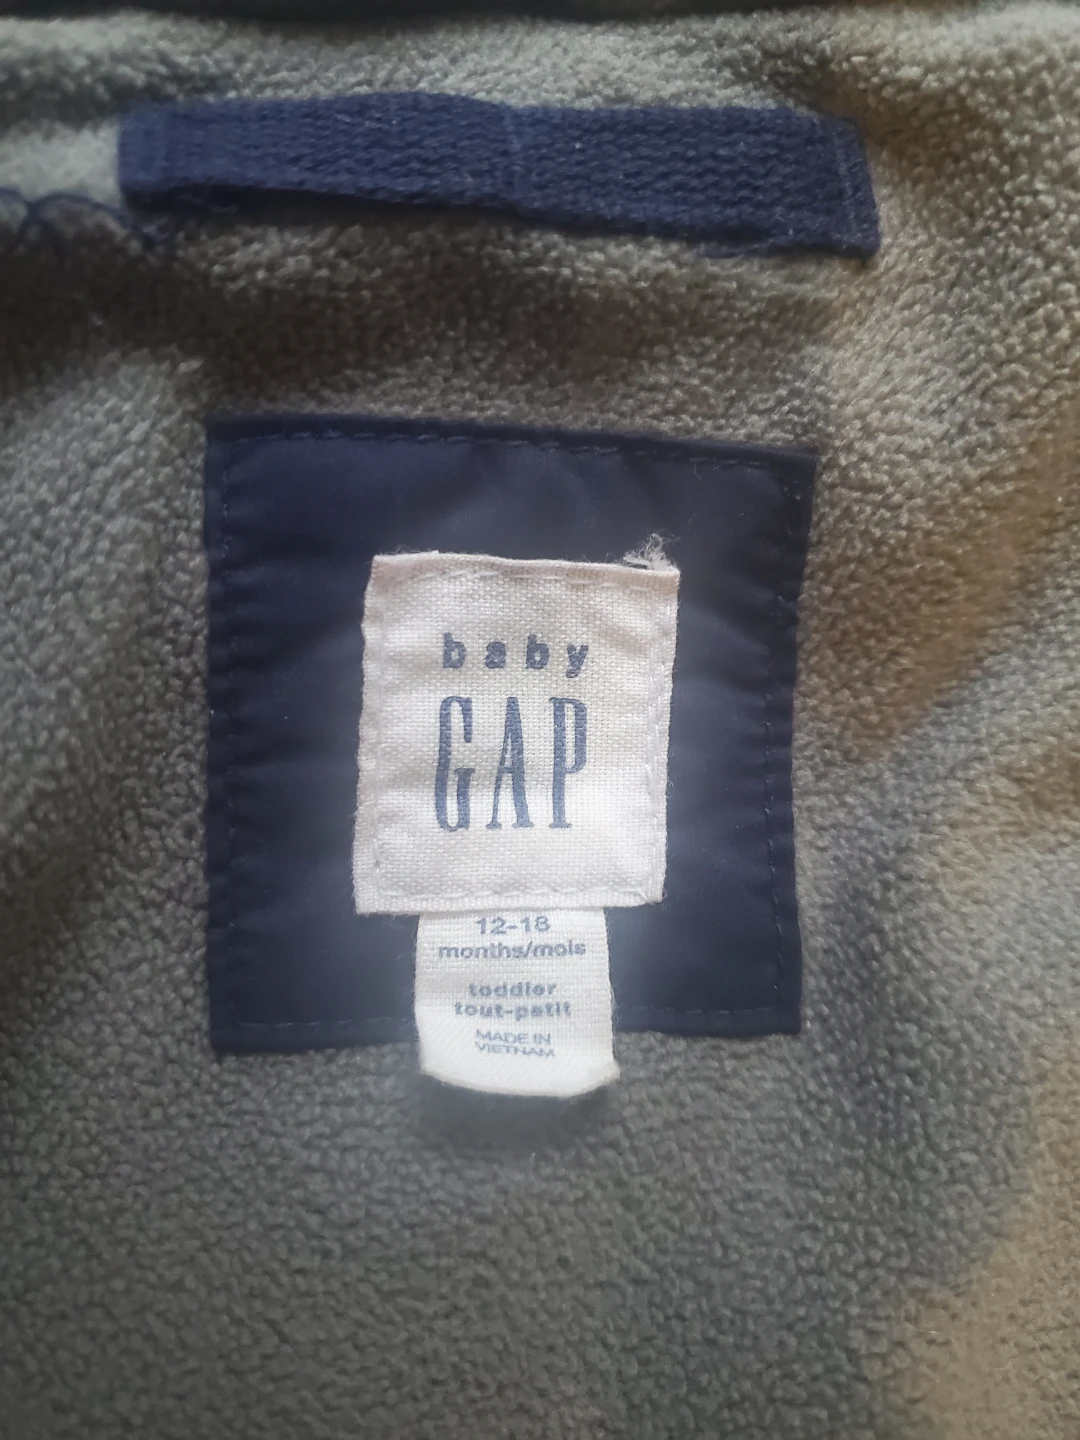 baby
GAP
12-18
months/mois
toddler
tout-petit
MADE IN
VIETNAM